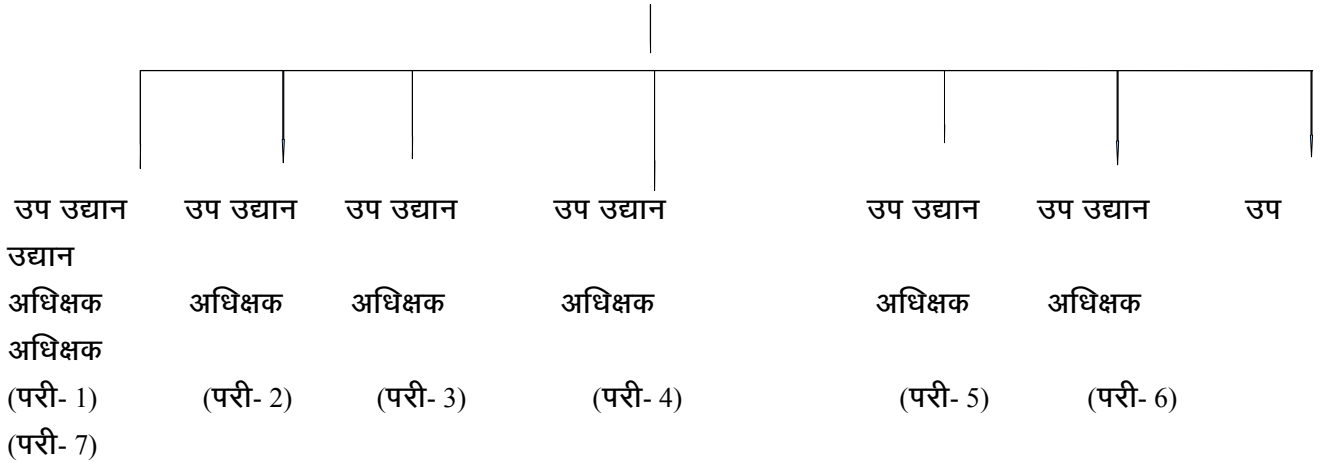 उप उद्यान उप उद्यान उप उद्यान उप उद्यान उप उद्यान उप उद्यान उप
उद्यान
अधिक्षक अधिक्षक अधिक्षक अधिक्षक अधिक्षक अधिक्षक
अधिक्षक
(परी- 1) (परी- 2) (परी- 3) (परी- 4) (परी- 5) (परी- 6)
(परी- 7)